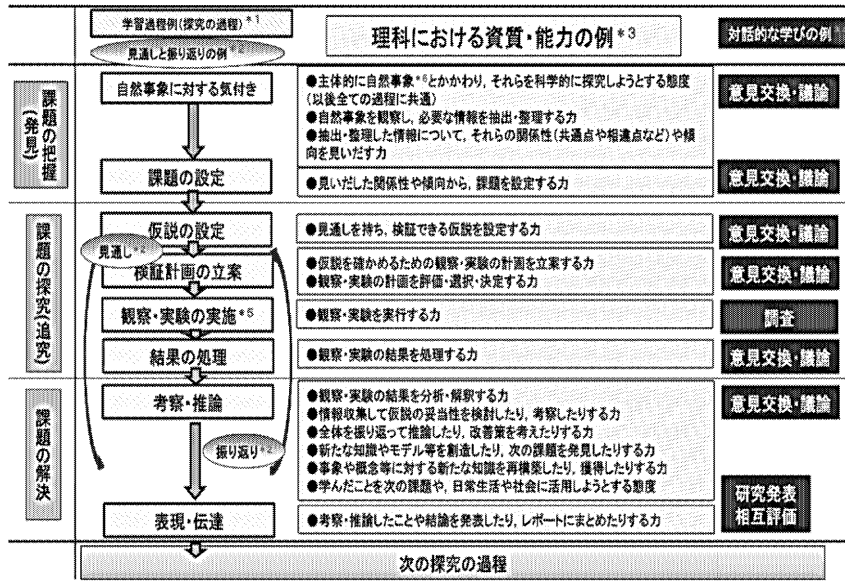 学習過程例(探究の過程)*1
見通しと振り返りの例*2
理科における資質・能力の例*3
対話的な学びの例
課題の把握(発見)
自然事象に対する気付き
●主体的に自然事象*6とかかわり, それらを科学的に探究しようとする態度
(以後全ての過程に共通)
●自然事象を観察し, 必要な情報を抽出・整理する力
●抽出・整理した情報について, それらの関係性(共通点や相違点など)や傾
向を見いだす力
意見交換・議論
課題の設定
●見いだした関係性や傾向から, 課題を設定する力
意見交換・議論
課題の探究(追究)
仮説の設定
●見通しを持ち, 検証できる仮説を設定する力
意見交換・議論
見通し*2
検証計画の立案
●仮説を確かめるための観察・実験の計画を立案する力
●観察・実験の計画を評価・選択・決定する力
意見交換・議論
観察・実験の実施*5
●観察・実験を実行する力
調査
結果の処理
●観察・実験の結果を処理する力
意見交換・議論
課題の解決
考察・推論
●観察・実験の結果を分析・解釈する力
●情報収集して仮説の妥当性を検討したり, 考察したりする力
●全体を振り返って推論したり, 改善策を考えたりする力
●新たな知識やモデル等を創造したり, 次の課題を発見したりする力
●事象や概念等に対する新たな知識を再構築したり, 獲得したりする力
●学んだことを次の課題や, 日常生活や社会に活用しようとする態度
意見交換・議論
振り返り*2
表現・伝達
●考察・推論したことや結論を発表したり, レポートにまとめたりする力
研究発表
相互評価
次の探究の過程